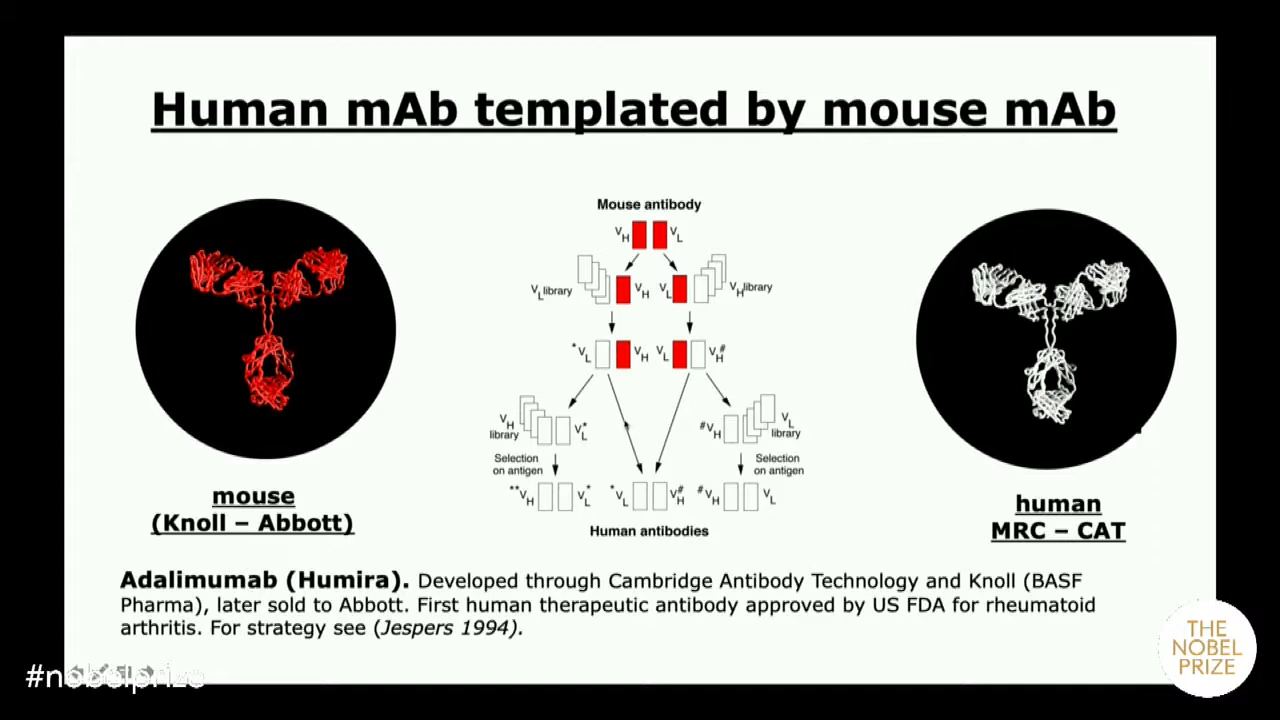 Human mAb templated by mouse mAb
Mouse antibody
VH VL
VL library VH VL VH library
*VL VH VL VH#
VH library VL* #VH VL library
Selection on antigen Selection on antigen
**VH VL* *VL VH# #VH VL
Human antibodies
mouse
(Knoll – Abbott)
human
MRC – CAT
Adalimumab (Humira). Developed through Cambridge Antibody Technology and Knoll (BASF
Pharma), later sold to Abbott. First human therapeutic antibody approved by US FDA for rheumatoid
arthritis. For strategy see (Jespers 1994).
#nobelprize
THE
NOBEL
PRIZE